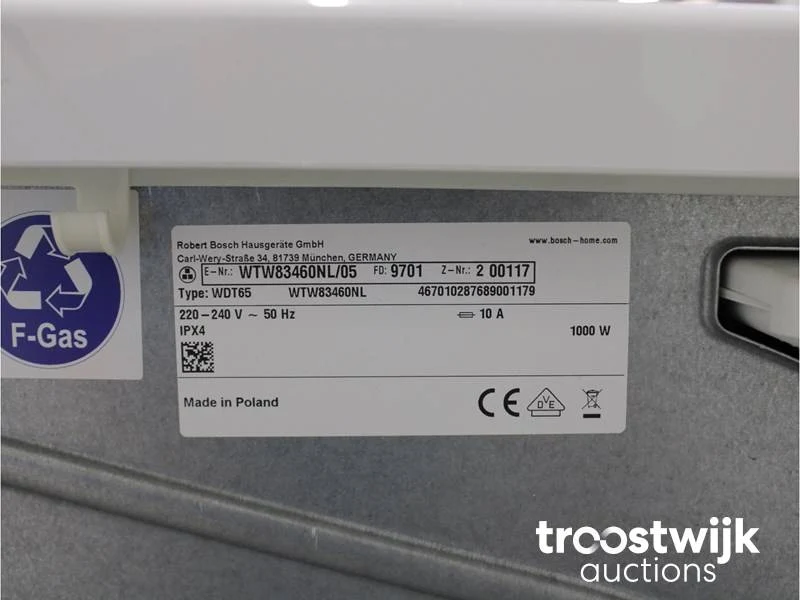 Robert Bosch Hausgeräte GmbH
www.bosch-home.com
Carl-Wery-Straße 34, 81739 München, GERMANY
E-Nr.: WTW83460NL/05 FD: 9701 Z-Nr.: 2 00117
Type: WDT65 WTW83460NL 467010287689001179
220-240 V ~ 50 Hz 10 A
IPX4 1000 W
Made in Poland
CE DVE
F-Gas
troostwijk
auctions